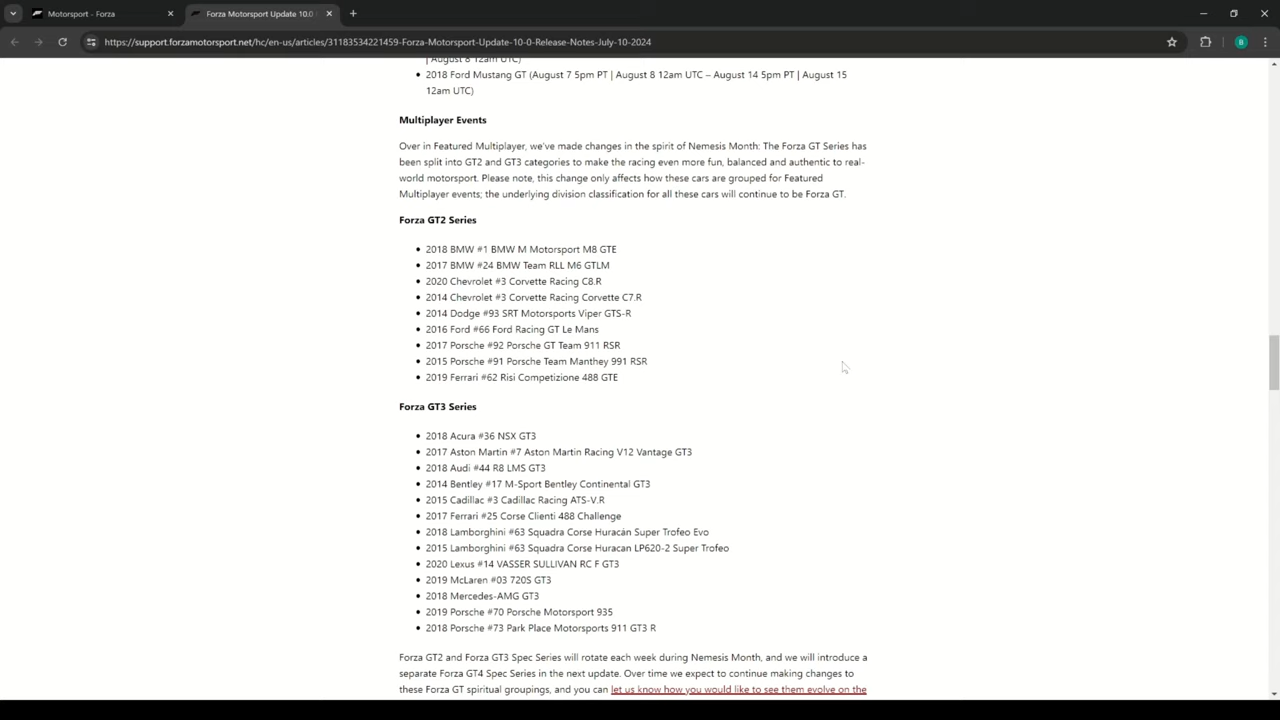 Motorsport - Forza
Forza Motorsport Update 10.0
https://support.forzamotorsport.net/hc/en-us/articles/31183534221459-Forza-Motorsport-Update-10-0-Release-Notes-July-10-2024
B
| August 8 12am UTC)
• 2018 Ford Mustang GT (August 7 5pm PT | August 8 12am UTC – August 14 5pm PT | August 15
12am UTC)
Multiplayer Events
Over in Featured Multiplayer, we've made changes in the spirit of Nemesis Month: The Forza GT Series has
been split into GT2 and GT3 categories to make the racing even more fun, balanced and authentic to real-
world motorsport. Please note, this change only affects how these cars are grouped for Featured
Multiplayer events; the underlying division classification for all these cars will continue to be Forza GT.
Forza GT2 Series
• 2018 BMW #1 BMW M Motorsport M8 GTE
• 2017 BMW #24 BMW Team RLL M6 GTLM
• 2020 Chevrolet #3 Corvette Racing C8.R
• 2014 Chevrolet #3 Corvette Racing Corvette C7.R
• 2014 Dodge #93 SRT Motorsports Viper GTS-R
• 2016 Ford #66 Ford Racing GT Le Mans
• 2017 Porsche #92 Porsche GT Team 911 RSR
• 2015 Porsche #91 Porsche Team Manthey 991 RSR
• 2019 Ferrari #62 Risi Competizione 488 GTE
Forza GT3 Series
• 2018 Acura #36 NSX GT3
• 2017 Aston Martin #7 Aston Martin Racing V12 Vantage GT3
• 2018 Audi #44 R8 LMS GT3
• 2014 Bentley #17 M-Sport Bentley Continental GT3
• 2015 Cadillac #3 Cadillac Racing ATS-V.R
• 2017 Ferrari #25 Corse Clienti 488 Challenge
• 2018 Lamborghini #63 Squadra Corse Huracán Super Trofeo Evo
• 2015 Lamborghini #63 Squadra Corse Huracan LP620-2 Super Trofeo
• 2020 Lexus #14 VASSER SULLIVAN RC F GT3
• 2019 McLaren #03 720S GT3
• 2018 Mercedes-AMG GT3
• 2019 Porsche #70 Porsche Motorsport 935
• 2018 Porsche #73 Park Place Motorsports 911 GT3 R
Forza GT2 and Forza GT3 Spec Series will rotate each week during Nemesis Month, and we will introduce a
separate Forza GT4 Spec Series in the next update. Over time we expect to continue making changes to
these Forza GT spiritual groupings, and you can let us know how you would like to see them evolve on the